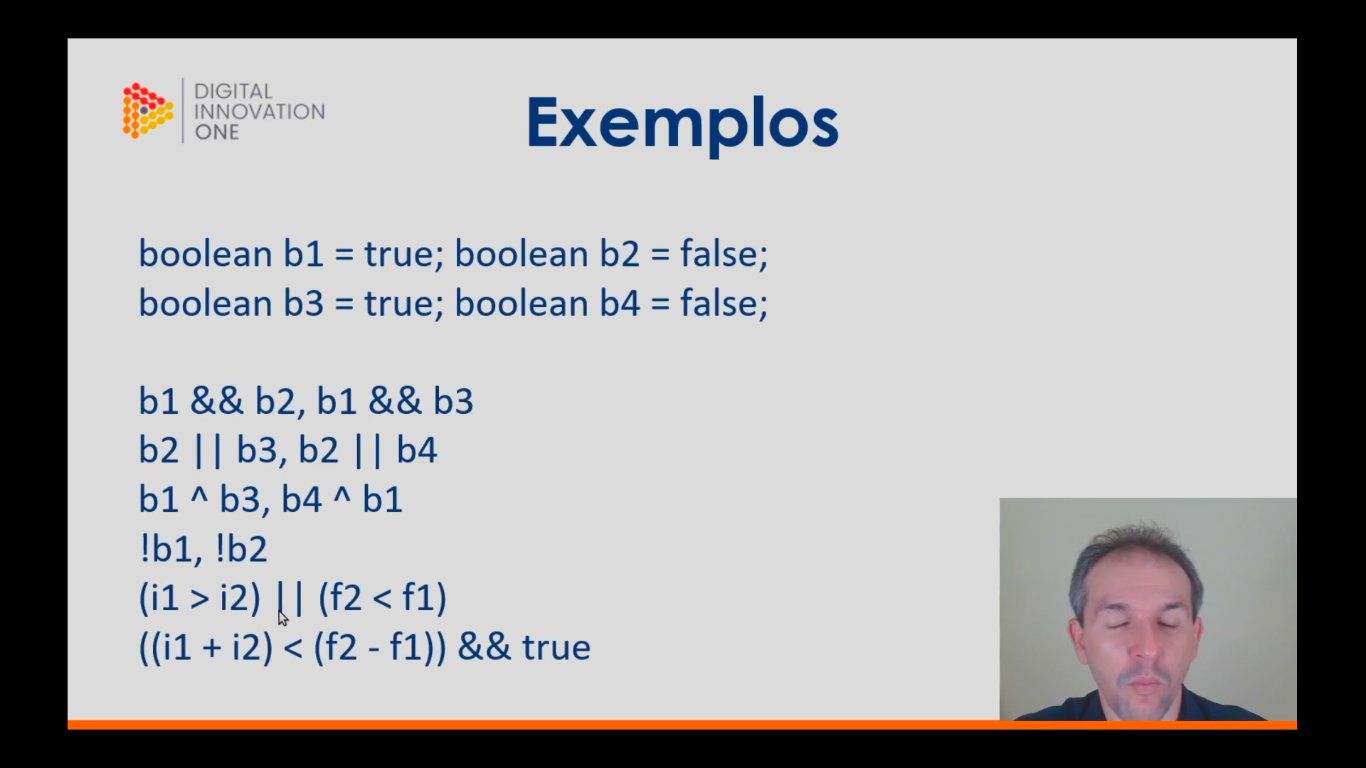 DIGITAL
INNOVATION
ONE
Exemplos
boolean b1 = true; boolean b2 = false;
boolean b3 = true; boolean b4 = false;
b1 && b2, b1 && b3
b2 || b3, b2 || b4
b1 ^ b3, b4 ^ b1
!b1, !b2
(i1 > i2) || (f2 < f1)
((i1 + i2) < (f2 - f1)) && true